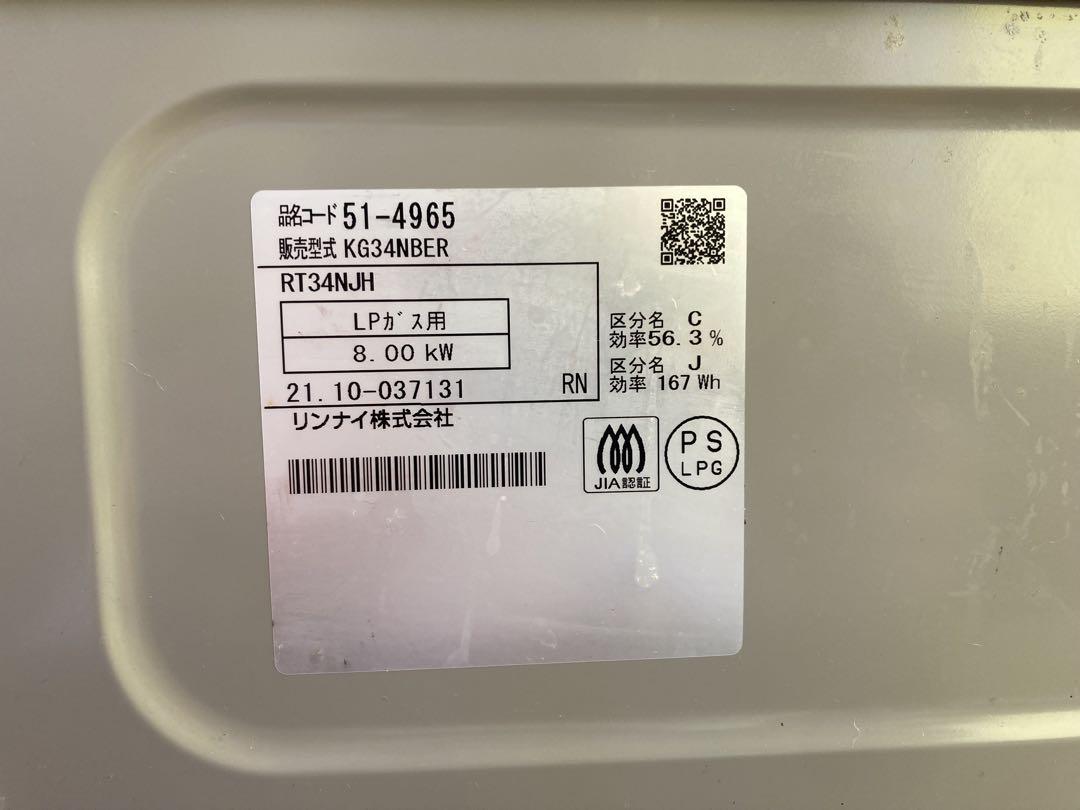 品名コード 51-4965
販売型式 KG34NBER
RT34NJH
LPガス用
8.00 kW
21.10-037131 RN
リンナイ株式会社
区分名 C
効率 56.3 %
区分名 J
効率 167 Wh
JIA認証
PS
LPG